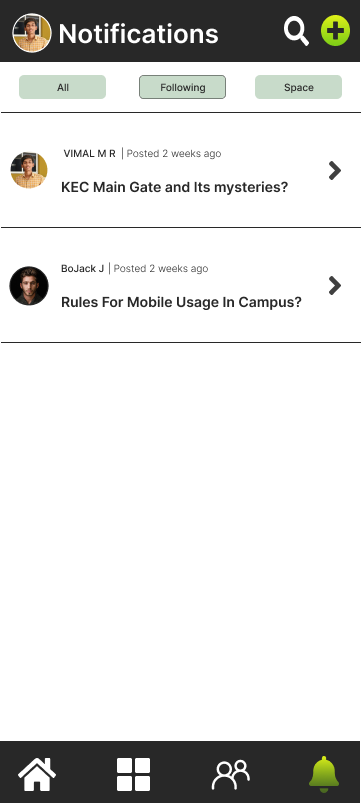 Notifications
All
Following
Space
VIMAL M R | Posted 2 weeks ago
KEC Main Gate and Its mysteries?
BoJack J | Posted 2 weeks ago
Rules For Mobile Usage In Campus?